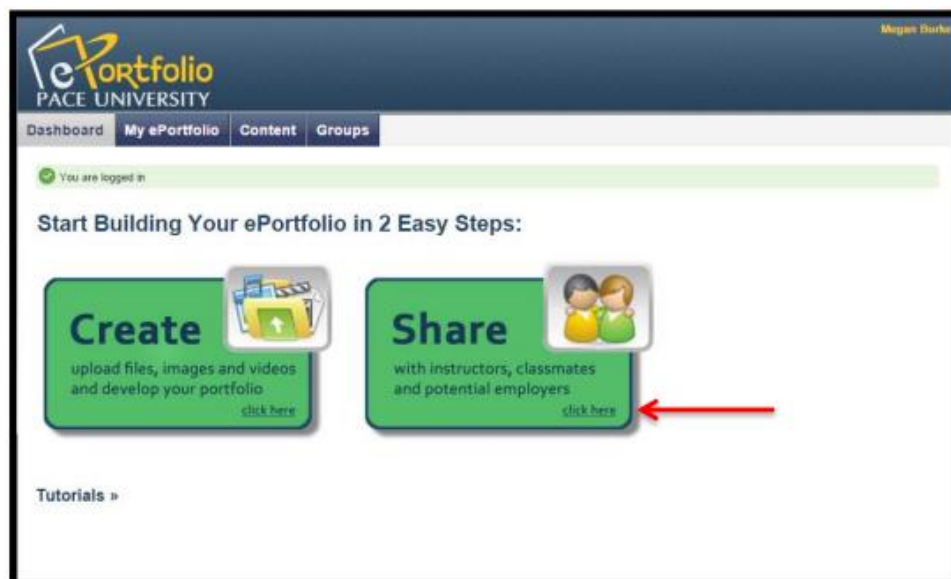 Megan Burke
ePortfolio
PACE UNIVERSITY
Dashboard My ePortfolio Content Groups
You are logged in
Start Building Your ePortfolio in 2 Easy Steps:
Create
upload files, images and videos
and develop your portfolio
click here
Share
with instructors, classmates
and potential employers
click here
Tutorials »